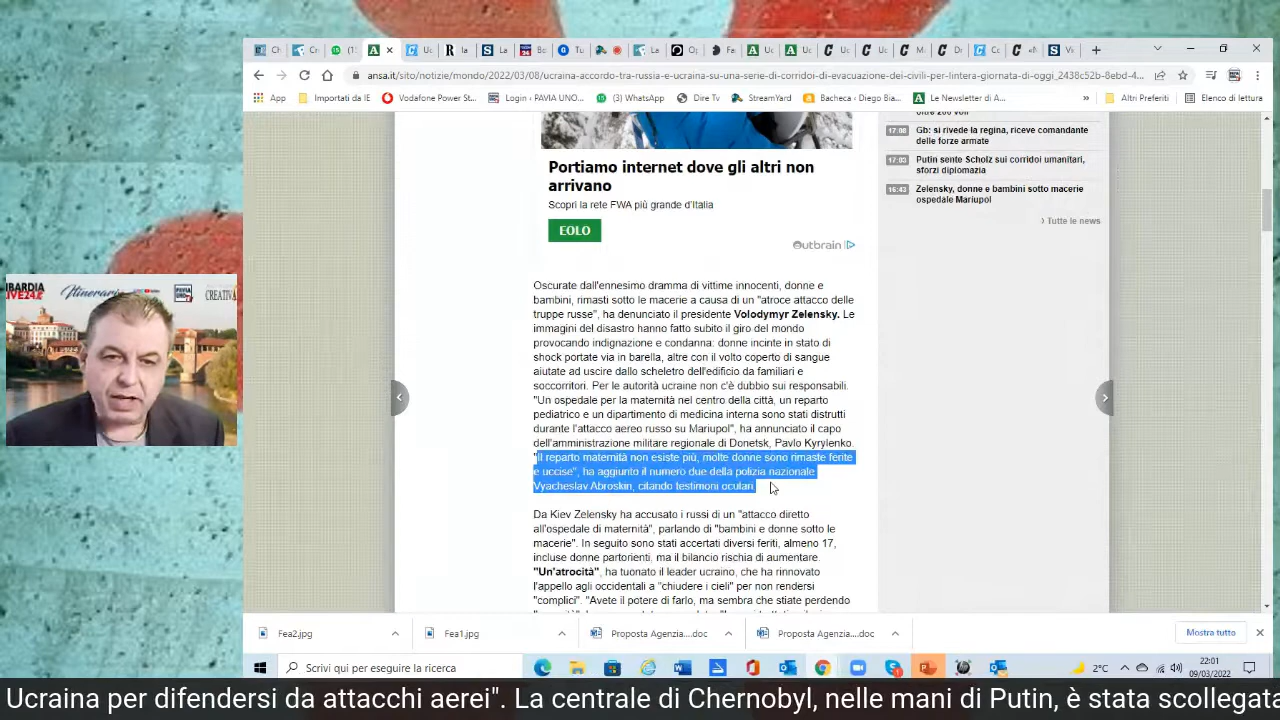 ansa.it/sito/notizie/mondo/2022/03/08/ucraina-accordo-tra-russia-e-ucraina-su-una-serie-di-corridoi-di-evacuazione-dei-civili-per-lintera-giornata-di-oggi_2438c52b-8ebd-4...
App
Importati da IE
Vodafone Power St...
Login ‹ PAVIA UNO...
(3) WhatsApp
Dire Tv
StreamYard
Bacheca ‹ Diego Bia...
Le Newsletter di A...
»
Altri Preferiti
Elenco di lettura
Portiamo internet dove gli altri non
arrivano
Scopri la rete FWA più grande d'Italia
EOLO
Outbrain
17:08 Gb: si rivede la regina, riceve comandante
delle forze armate
17:03 Putin sente Scholz sui corridoi umanitari,
sforzi diplomazia
16:43 Zelensky, donne e bambini sotto macerie
ospedale Mariupol
› Tutte le news
Oscurate dall'ennesimo dramma di vittime innocenti, donne e
bambini, rimasti sotto le macerie a causa di un "atroce attacco delle
truppe russe", ha denunciato il presidente Volodymyr Zelensky. Le
immagini del disastro hanno fatto subito il giro del mondo
provocando indignazione e condanna: donne incinte in stato di
shock portate via in barella, altre con il volto coperto di sangue
aiutate ad uscire dallo scheletro dell'edificio da familiari e
soccorritori. Per le autorità ucraine non c'è dubbio sui responsabili.
"Un ospedale per la maternità nel centro della città, un reparto
pediatrico e un dipartimento di medicina interna sono stati distrutti
durante l'attacco aereo russo su Mariupol", ha annunciato il capo
dell'amministrazione militare regionale di Donetsk, Pavlo Kyrylenko.
"Il reparto maternità non esiste più, molte donne sono rimaste ferite
e uccise", ha aggiunto il numero due della polizia nazionale
Vyacheslav Abroskin, citando testimoni oculari.
Da Kiev Zelensky ha accusato i russi di un "attacco diretto
all'ospedale di maternità", parlando di "bambini e donne sotto le
macerie". In seguito sono stati accertati diversi feriti, almeno 17,
incluse donne partorienti, ma il bilancio rischia di aumentare.
"Un'atrocità", ha tuonato il leader ucraino, che ha rinnovato
l'appello agli occidentali a "chiudere i cieli" per non rendersi
"complici". "Avete il potere di farlo, ma sembra che stiate perdendo
Itinerari
CREATIVA
Fea2.jpg
Fea1.jpg
Proposta Agenzia....doc
Proposta Agenzia....doc
Mostra tutto
Scrivi qui per eseguire la ricerca
2°C
22:01
09/03/2022
Ucraina per difendersi da attacchi aerei". La centrale di Chernobyl, nelle mani di Putin, è stata scollegata